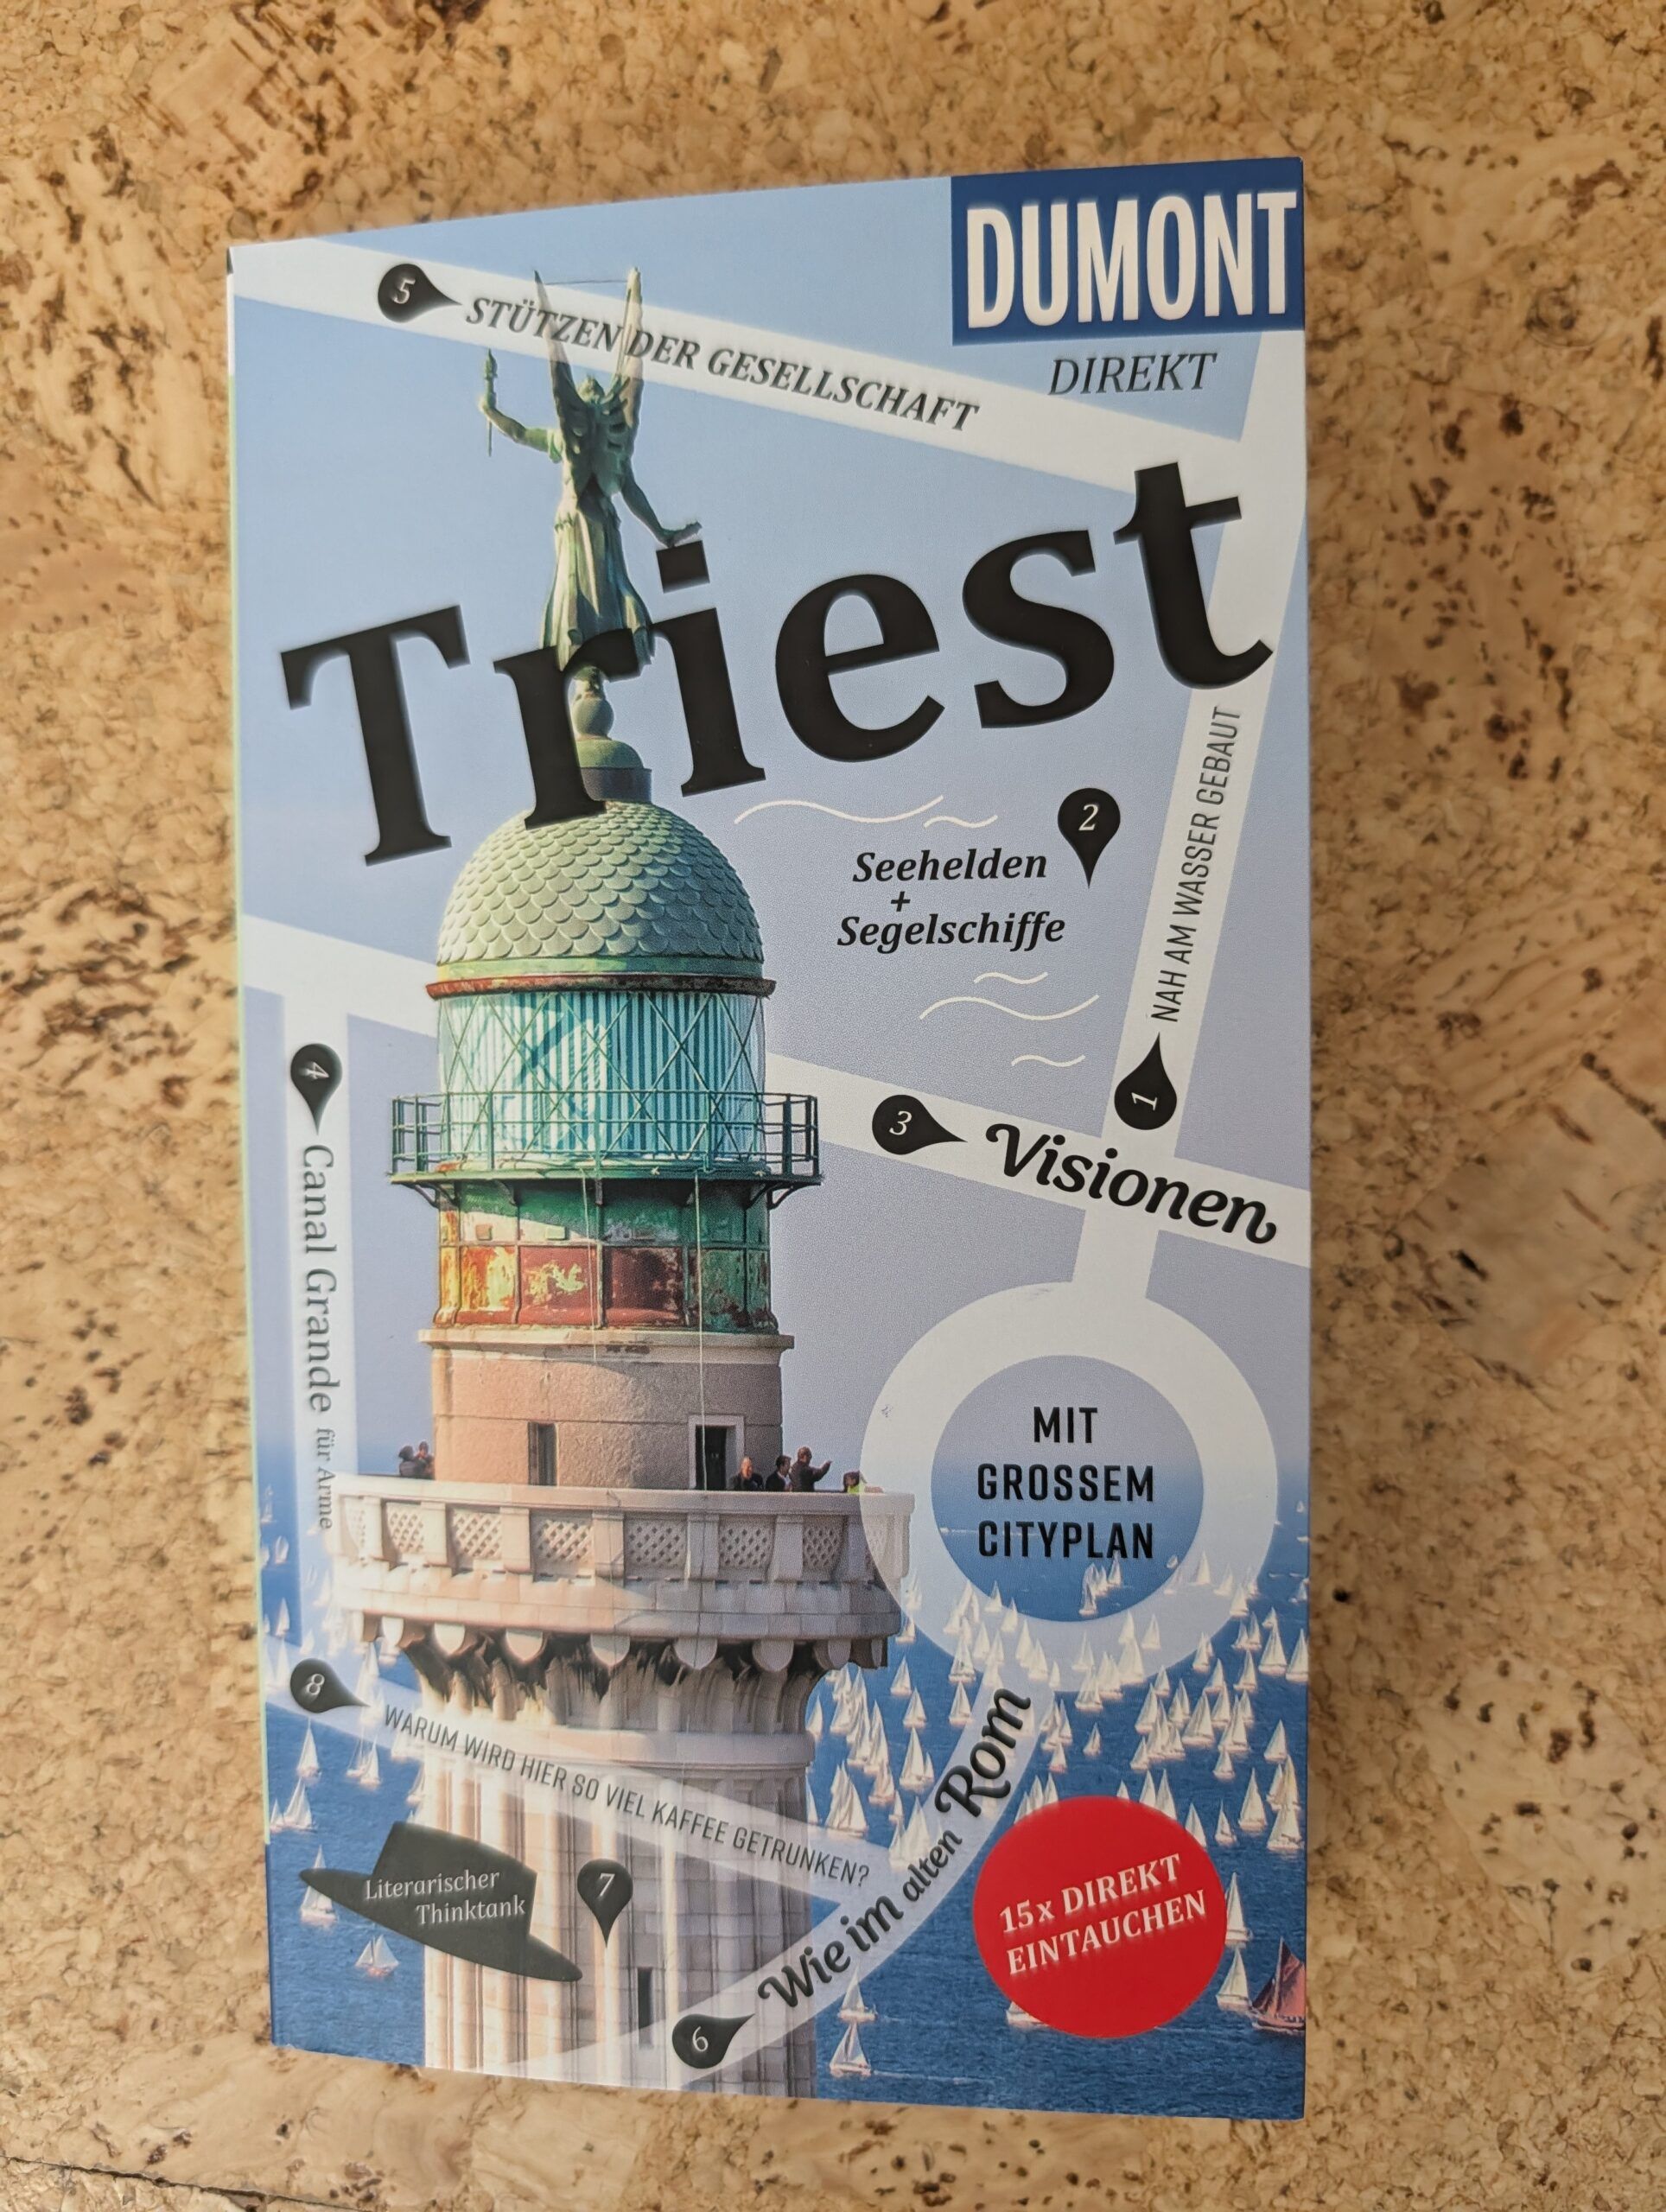 DUMONT
DIREKT
5
STÜTZEN DER GESELLSCHAFT
Triest
2
Seehelden
+
Segelschiffe
1
NAH AM WASSER GEBAUT
3
Visionen
4
Canal Grande für Arme
MIT
GROSSEM
CITYPLAN
8
WARUM WIRD HIER SO VIEL KAFFEE GETRUNKEN?
Literarischer
Thinktank
7
6
Wie im alten Rom
15x DIREKT
EINTAUCHEN